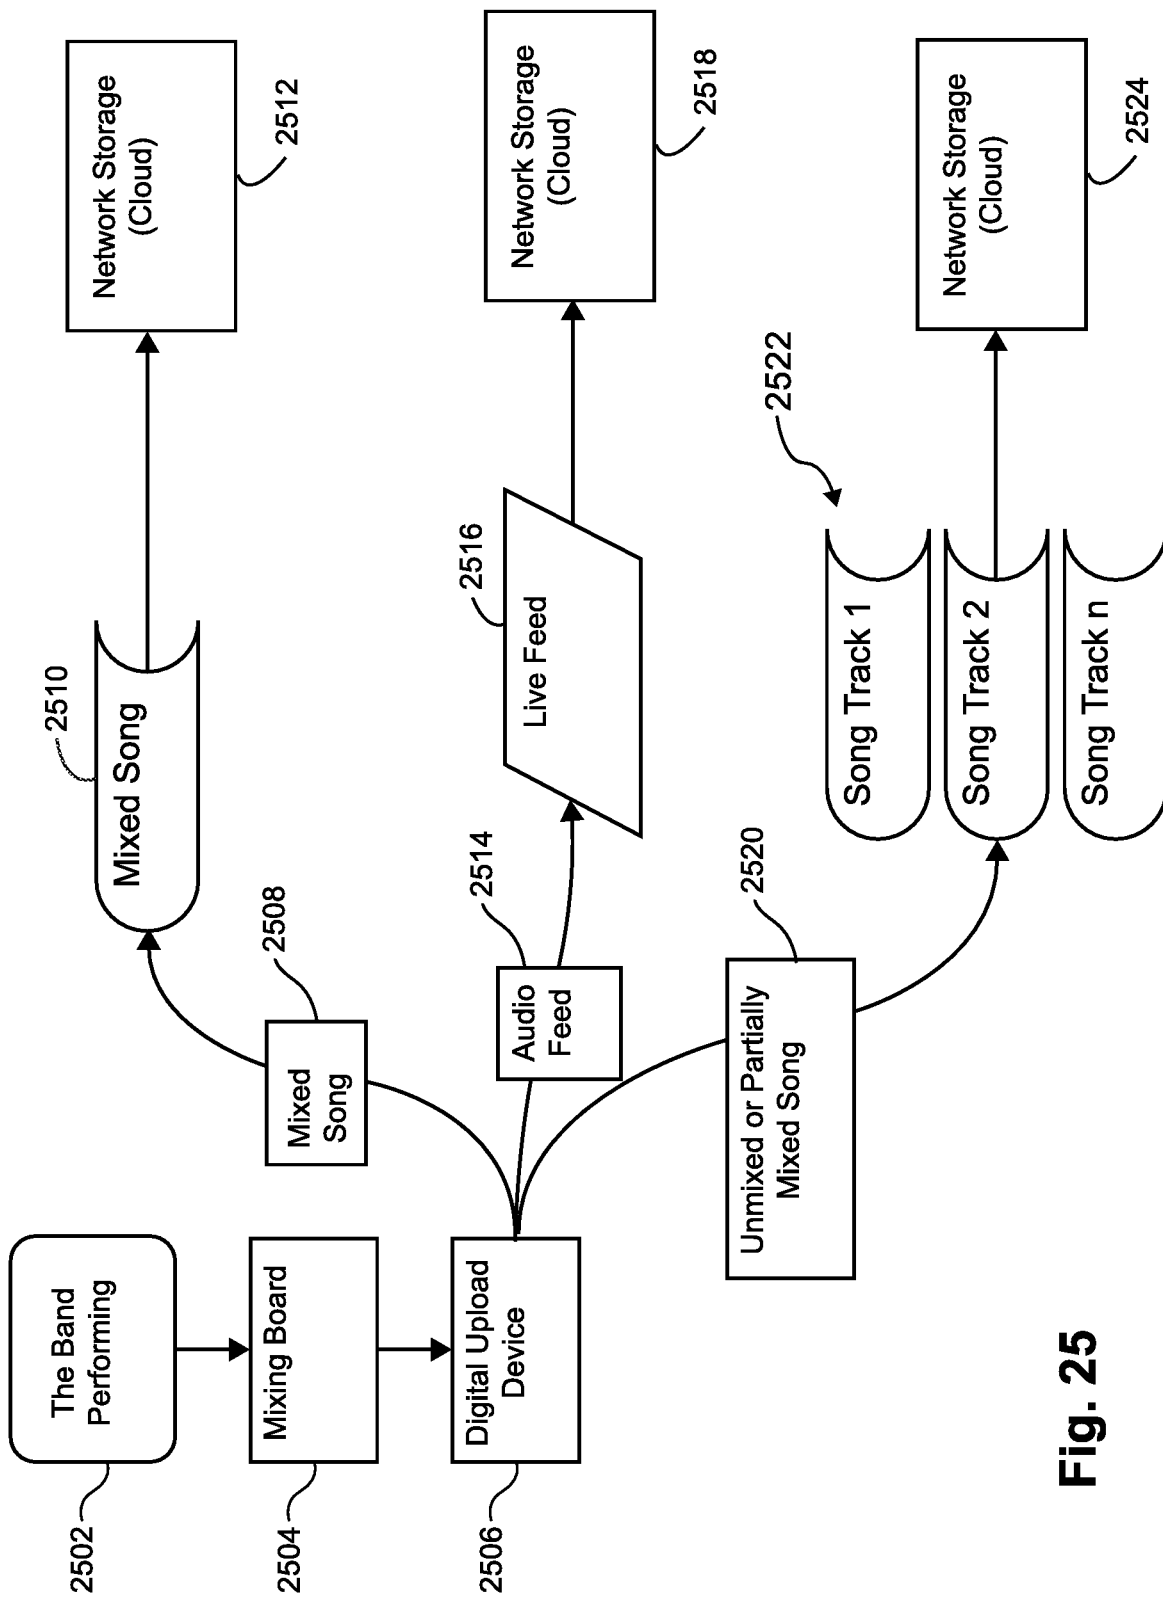 2502
The Band
Performing
2504
Mixing Board
2506
Digital Upload
Device
Mixed
Song
2508
Mixed Song
2510
Network Storage
(Cloud)
2512
Audio
Feed
2514
Live Feed
2516
Network Storage
(Cloud)
2518
Unmixed or Partially
Mixed Song
2520
Song Track 1
Song Track 2
Song Track n
2522
Network Storage
(Cloud)
2524
Fig. 25